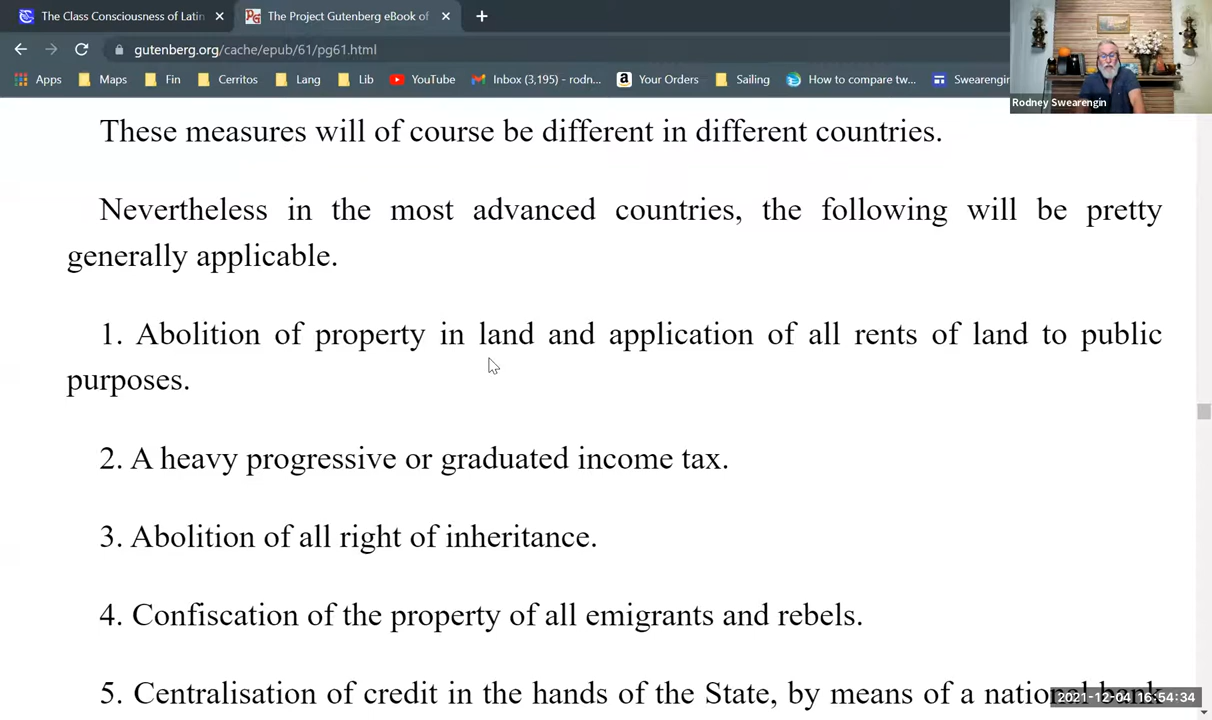 The Class Consciousness of Latin
The Project Gutenberg eBook of
gutenberg.org/cache/epub/61/pg61.html
Apps Maps Fin Cerritos Lang Lib YouTube Inbox (3,195) - rodn... Your Orders Sailing How to compare tw... Swearengin
Rodney Swearengin
These measures will of course be different in different countries.
Nevertheless in the most advanced countries, the following will be pretty
generally applicable.
1. Abolition of property in land and application of all rents of land to public
purposes.
2. A heavy progressive or graduated income tax.
3. Abolition of all right of inheritance.
4. Confiscation of the property of all emigrants and rebels.
5. Centralisation of credit in the hands of the State, by means of a national bank
2021-12-04 16:54:34